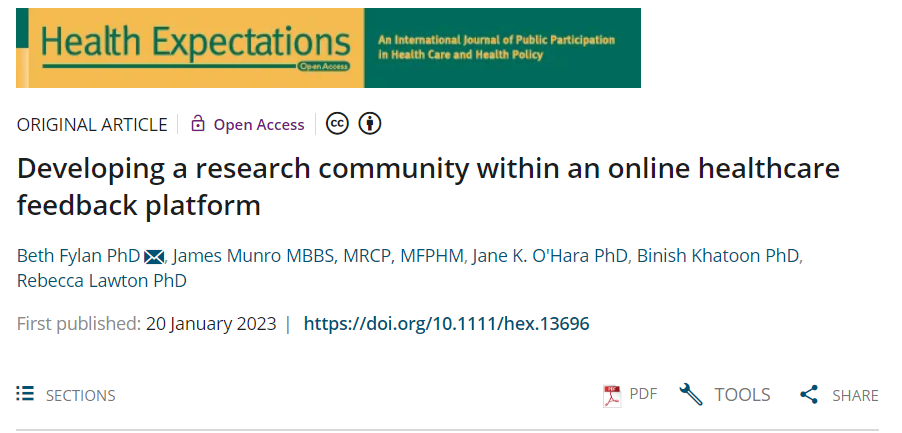 Health Expectations
Open Access
An International Journal of Public Participation
in Health Care and Health Policy
ORIGINAL ARTICLE | Open Access | cc
Developing a research community within an online healthcare
feedback platform
Beth Fylan PhD, James Munro MBBS, MRCP, MFPHM, Jane K. O'Hara PhD, Binish Khatoon PhD,
Rebecca Lawton PhD
First published: 20 January 2023 | https://doi.org/10.1111/hex.13696
SECTIONS PDF TOOLS SHARE